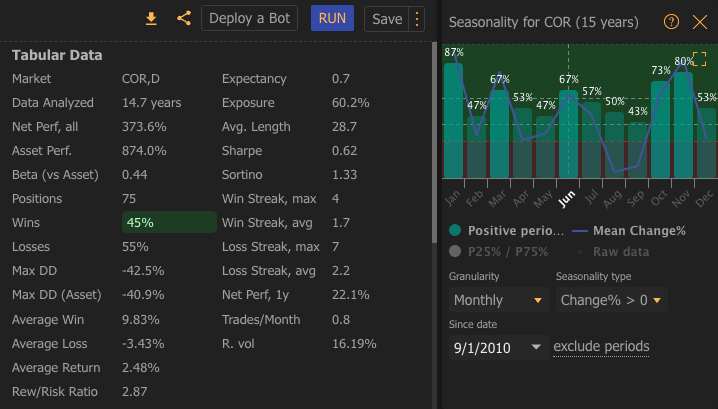 Deploy a Bot RUN Save
Tabular Data
Market COR,D Expectancy 0.7
Data Analyzed 14.7 years Exposure 60.2%
Net Perf, all 373.6% Avg. Length 28.7
Asset Perf. 874.0% Sharpe 0.62
Beta (vs Asset) 0.44 Sortino 1.33
Positions 75 Win Streak, max 4
Wins 45% Win Streak, avg 1.7
Losses 55% Loss Streak, max 7
Max DD -42.5% Loss Streak, avg 2.2
Max DD (Asset) -40.9% Net Perf, 1y 22.1%
Average Win 9.83% Trades/Month 0.8
Average Loss -3.43% R. vol 16.19%
Average Return 2.48%
Rew/Risk Ratio 2.87
Seasonality for COR (15 years)
87% 47% 67% 53% 47% 67% 57% 50% 43% 73% 80% 53%
Jan Feb Mar Apr May Jun Jul Aug Sep Oct Nov Dec
Positive perio... Mean Change%
P25% / P75% Raw data
Granularity Seasonality type
Monthly Change% > 0
Since date
9/1/2010 exclude periods